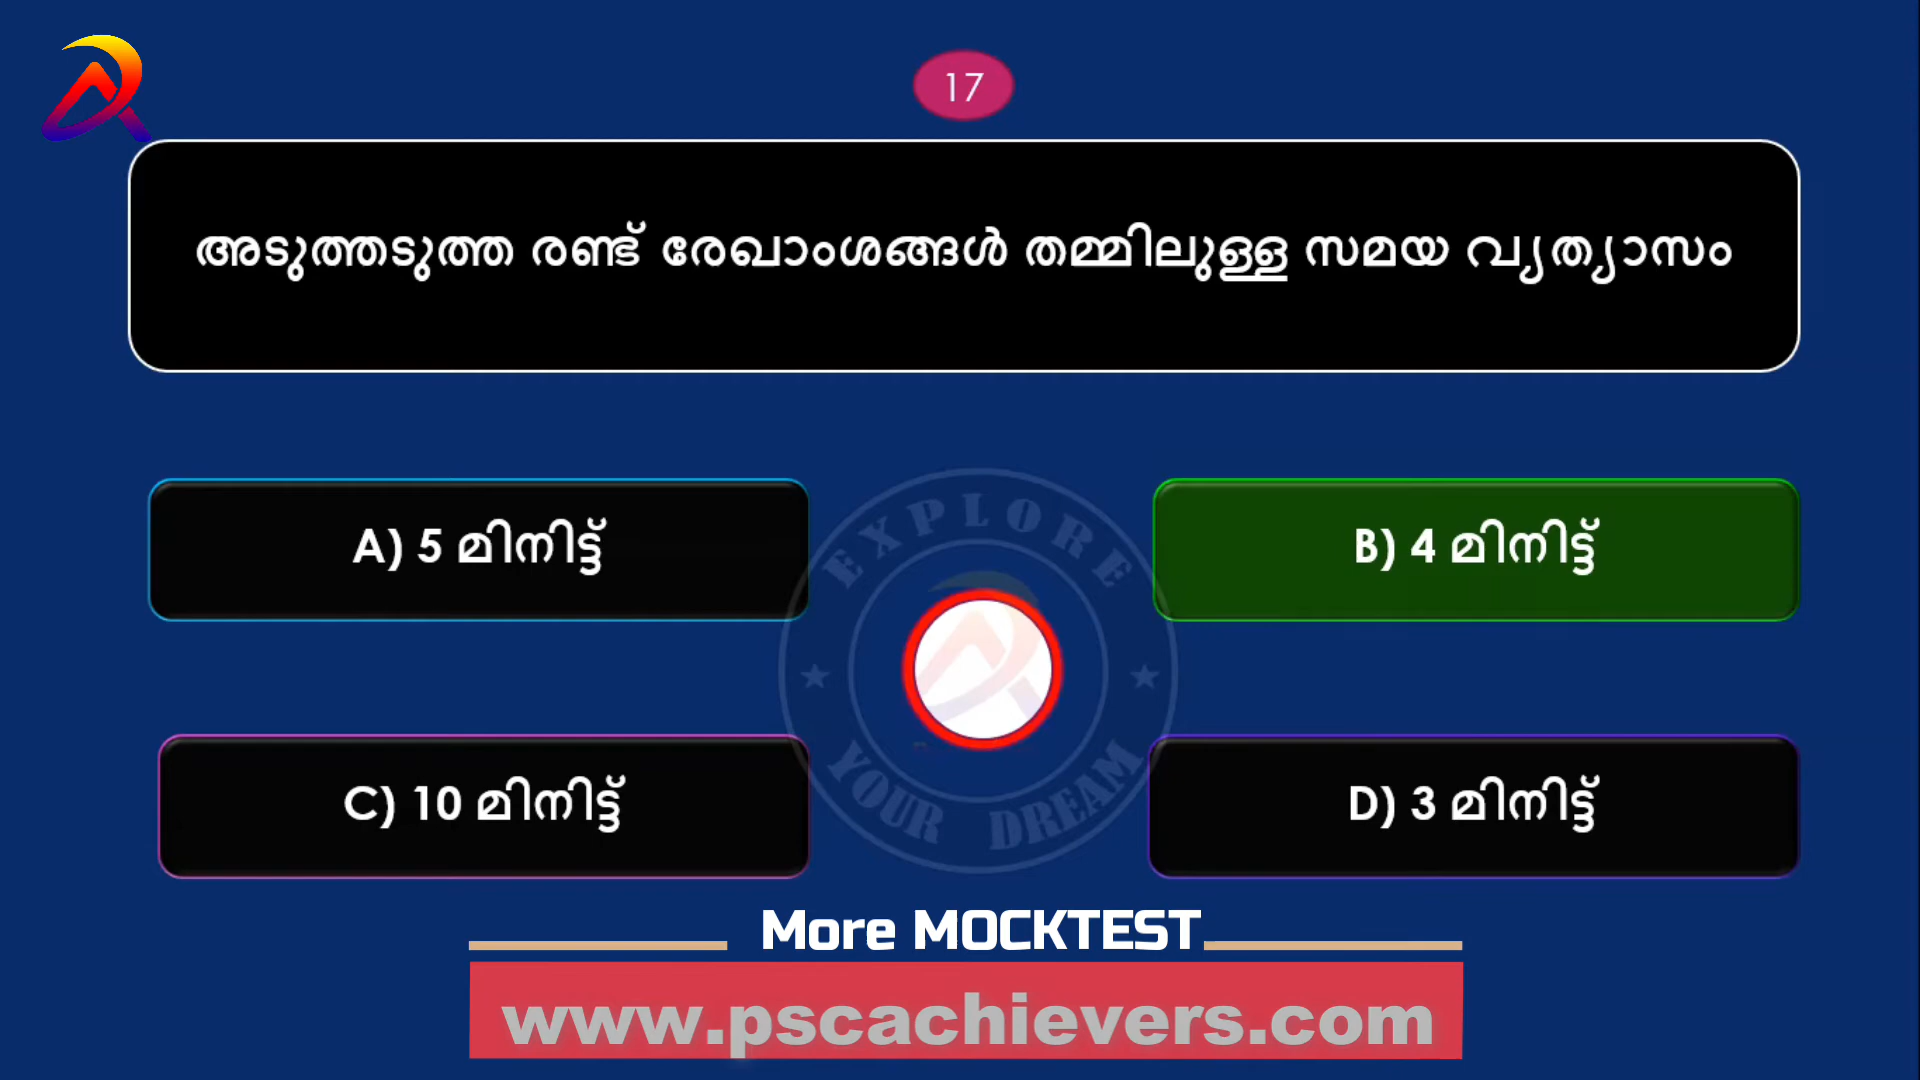 17
അടുത്തടുത്ത രണ്ട് രേഖാംശങ്ങൾ തമ്മിലുള്ള സമയ വ്യത്യാസം
A) 5 മിനിട്ട്
B) 4 മിനിട്ട്
EXPLORE
YOUR DREAM
C) 10 മിനിട്ട്
D) 3 മിനിട്ട്
More MOCKTEST
www.pscachievers.com